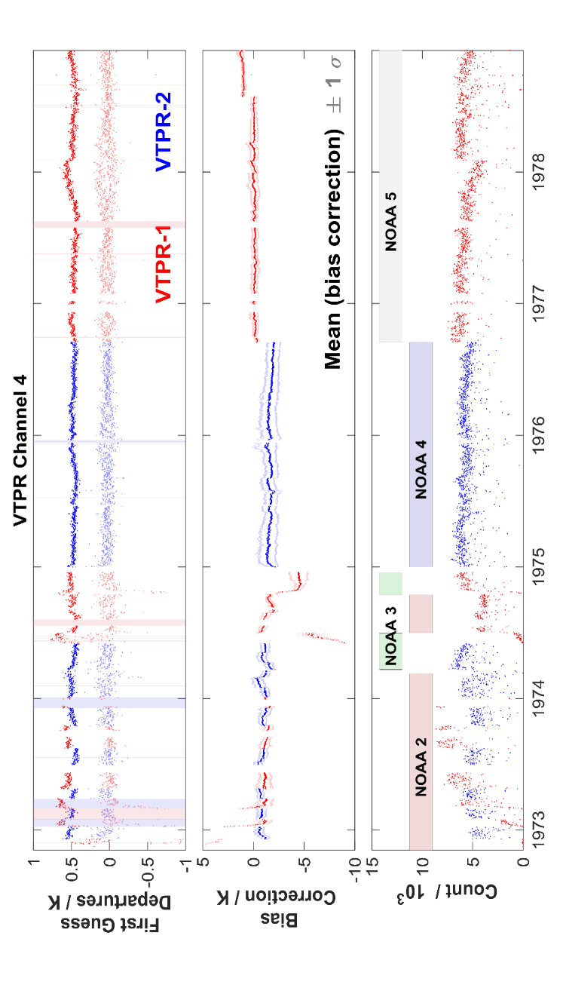 VTPR Channel 4
1
0.5
0
-0.5
-1
First Guess
Departures / K
VTPR-1
VTPR-2
5
0
-5
-10
Bias
Correction / K
Mean (bias correction) ± 1 σ
15
10
5
0
Count / 10³
NOAA 2
NOAA 3
NOAA 4
NOAA 5
1973
1974
1975
1976
1977
1978